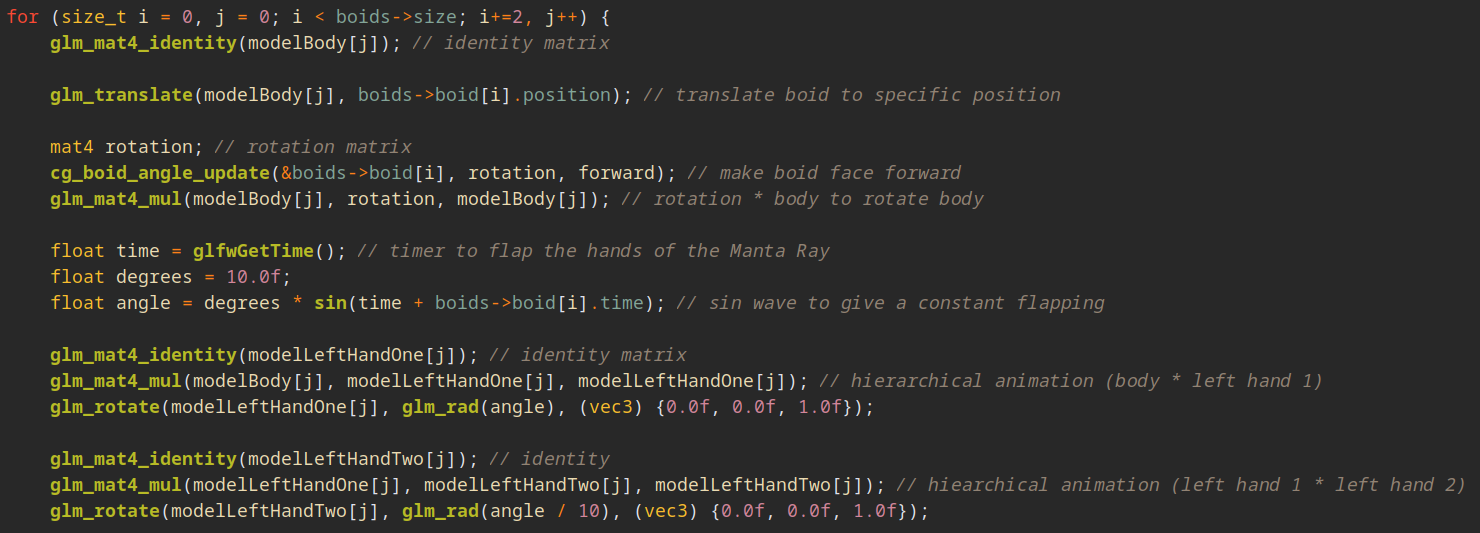 for (size_t i = 0, j = 0; i < boids->size; i+=2, j++) {
    glm_mat4_identity(modelBody[j]); // identity matrix

    glm_translate(modelBody[j], boids->boid[i].position); // translate boid to specific position

    mat4 rotation; // rotation matrix
    cg_boid_angle_update(&boids->boid[i], rotation, forward); // make boid face forward
    glm_mat4_mul(modelBody[j], rotation, modelBody[j]); // rotation * body to rotate body

    float time = glfwGetTime(); // timer to flap the hands of the Manta Ray
    float degrees = 10.0f;
    float angle = degrees * sin(time + boids->boid[i].time); // sin wave to give a constant flapping

    glm_mat4_identity(modelLeftHandOne[j]); // identity matrix
    glm_mat4_mul(modelBody[j], modelLeftHandOne[j], modelLeftHandOne[j]); // hierarchical animation (body * left hand 1)
    glm_rotate(modelLeftHandOne[j], glm_rad(angle), (vec3) {0.0f, 0.0f, 1.0f});

    glm_mat4_identity(modelLeftHandTwo[j]); // identity
    glm_mat4_mul(modelLeftHandOne[j], modelLeftHandTwo[j], modelLeftHandTwo[j]); // hiearchical animation (left hand 1 * left hand 2)
    glm_rotate(modelLeftHandTwo[j], glm_rad(angle / 10), (vec3) {0.0f, 0.0f, 1.0f});